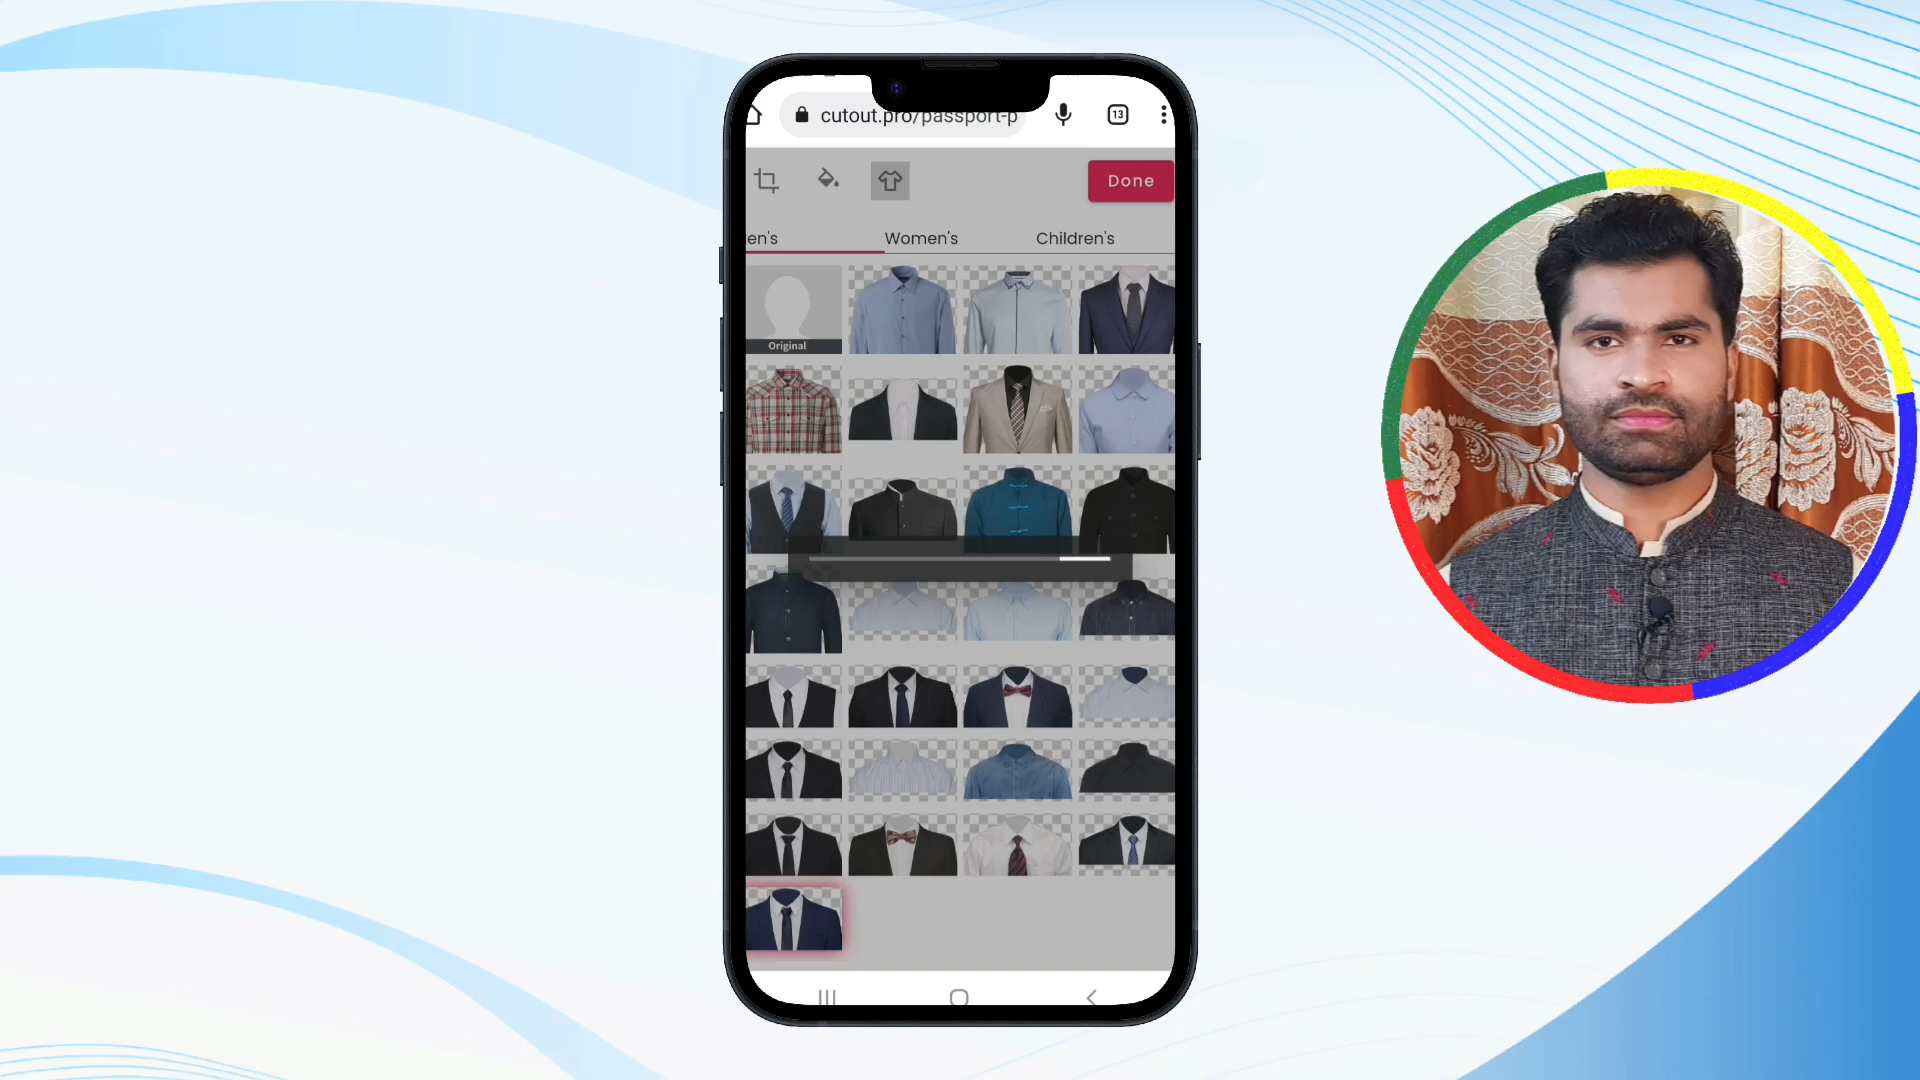 cutout.pro/passport-p
13
Done
en's
Women's
Children's
Original